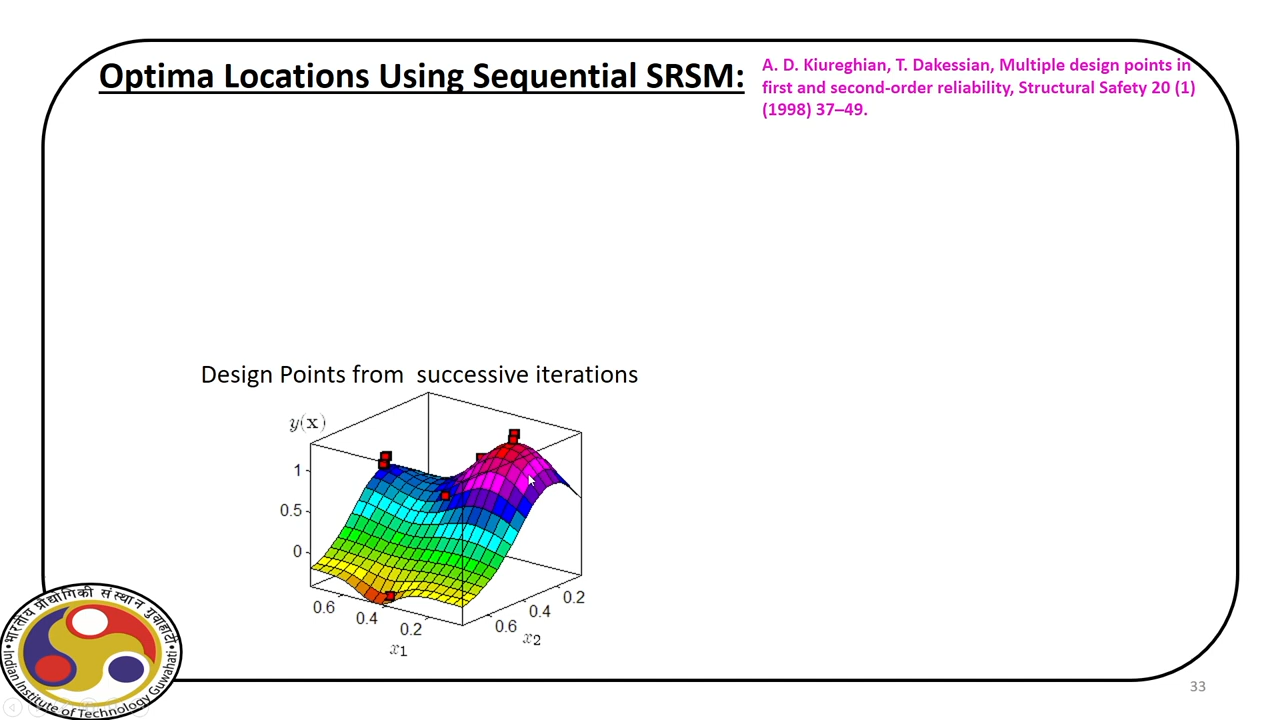 Optima Locations Using Sequential SRSM:
A. D. Kiureghian, T. Dakessian, Multiple design points in
first and second-order reliability, Structural Safety 20 (1)
(1998) 37–49.
Design Points from successive iterations
y(x)
1
0.5
0
0.6
0.4
0.2
x1
0.6
0.4
0.2
x2
भारतीय प्रौद्योगिकी संस्थान गुवाहाटी
Indian Institute of Technology Guwahati
33